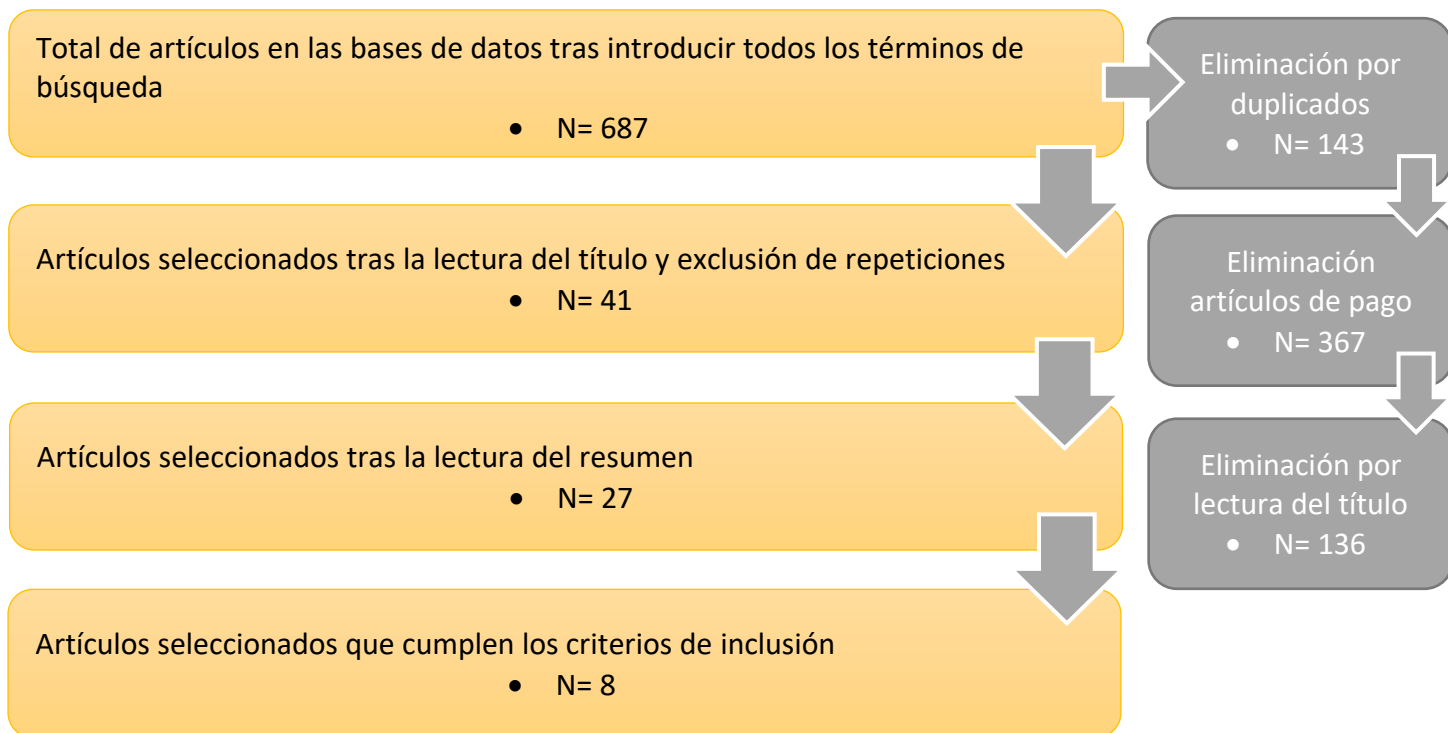 Total de artículos en las bases de datos tras introducir todos los términos de
búsqueda
• N= 687
Eliminación por
duplicados
• N= 143
Artículos seleccionados tras la lectura del título y exclusión de repeticiones
• N= 41
Eliminación
artículos de pago
• N= 367
Artículos seleccionados tras la lectura del resumen
• N= 27
Eliminación por
lectura del título
• N= 136
Artículos seleccionados que cumplen los criterios de inclusión
• N= 8